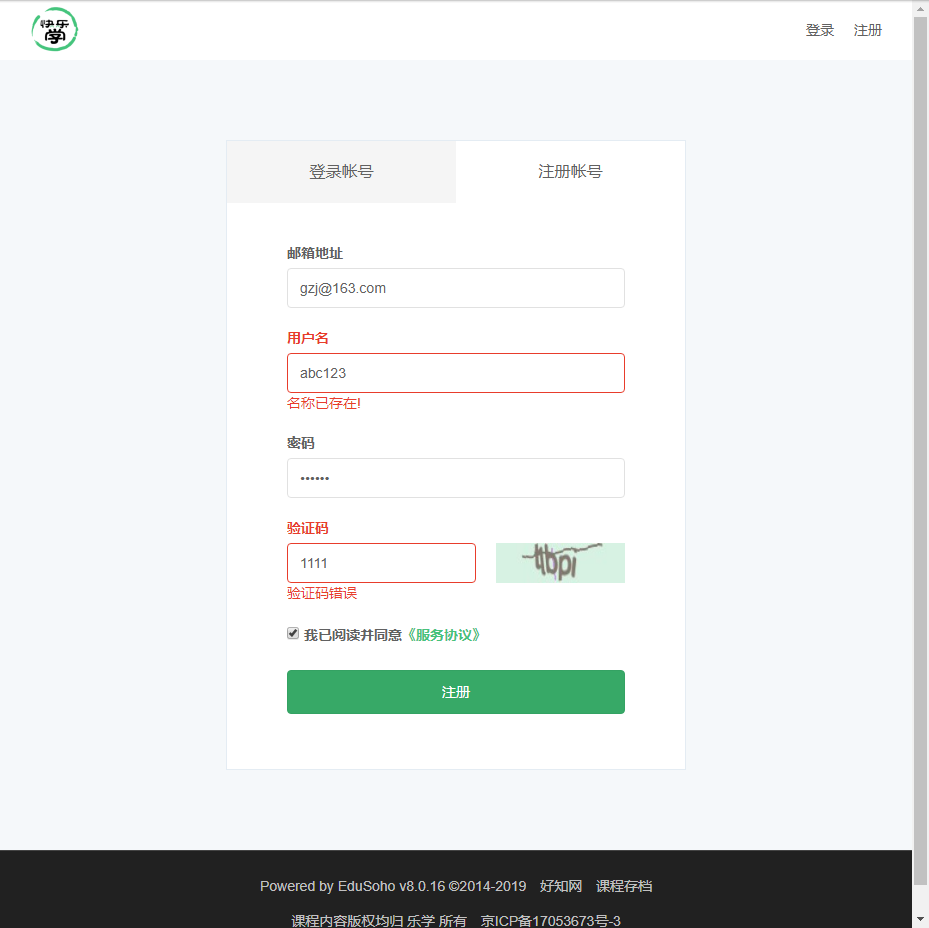 快乐
学
登录 注册
登录帐号 注册帐号
邮箱地址
gzj@163.com
用户名
abc123
名称已存在!
密码
••••••
验证码
1111
验证码错误
我已阅读并同意《服务协议》
注册
Powered by EduSoho v8.0.16 ©2014-2019 好知网 课程存档
课程内容版权均归 乐学 所有 京ICP备17053673号-3